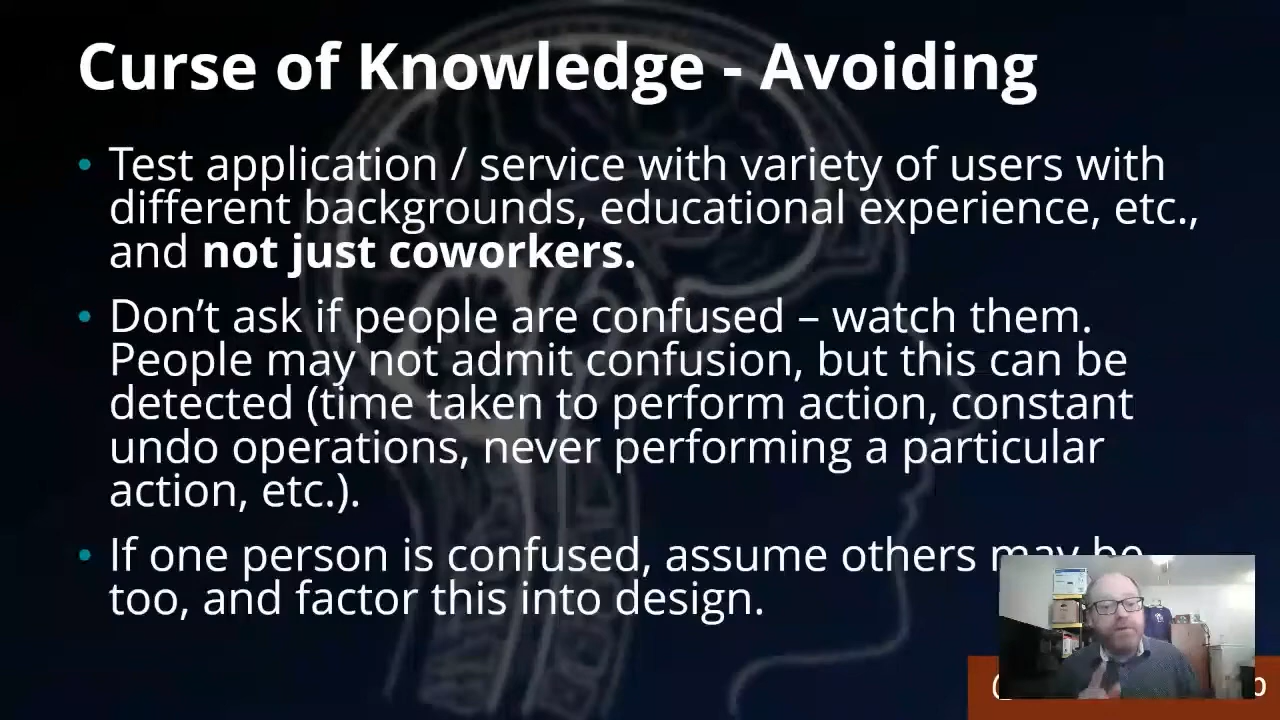 Curse of Knowledge - Avoiding
• Test application / service with variety of users with
different backgrounds, educational experience, etc.,
and not just coworkers.
• Don’t ask if people are confused – watch them.
People may not admit confusion, but this can be
detected (time taken to perform action, constant
undo operations, never performing a particular
action, etc.).
• If one person is confused, assume others may be
too, and factor this into design.